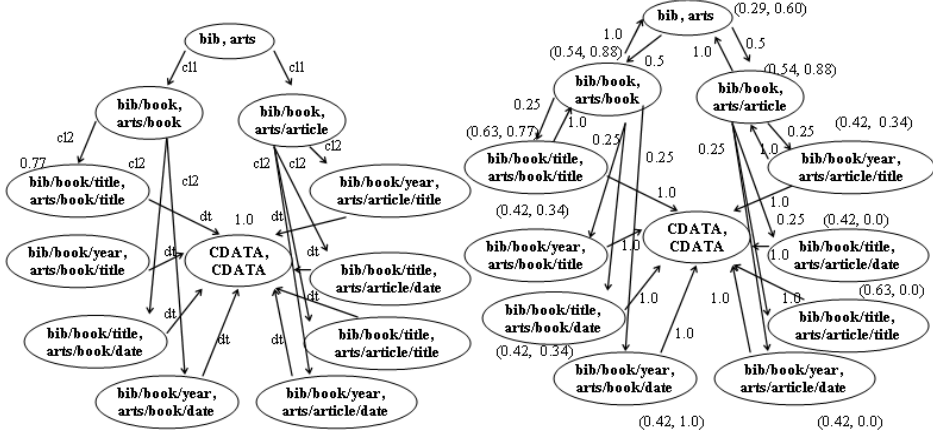 bib, arts
cl1
cl1
bib/book,
arts/book
bib/book,
arts/article
cl2
cl2
cl2
cl2
cl2
cl2
0.77
bib/book/title,
arts/book/title
bib/book/year,
arts/article/title
dt
1.0
dt
CDATA,
CDATA
bib/book/year,
arts/book/title
dt
dt
bib/book/title,
arts/article/date
dt
dt
bib/book/title,
arts/book/date
dt
dt
bib/book/title,
arts/article/title
bib/book/year,
arts/book/date
bib/book/year,
arts/article/date
bib, arts
(0.29, 0.60)
1.0
0.5
1.0
0.5
(0.54, 0.88)
(0.54, 0.88)
bib/book,
arts/book
bib/book,
arts/article
0.25
1.0
(0.63, 0.77)
0.25
0.25
0.25
1.0
0.25
(0.42, 0.34)
bib/book/title,
arts/book/title
bib/book/year,
arts/article/title
1.0
1.0
(0.42, 0.34)
CDATA,
CDATA
0.25
(0.42, 0.0)
bib/book/year,
arts/book/title
1.0
1.0
bib/book/title,
arts/article/date
(0.63, 0.0)
bib/book/title,
arts/book/date
1.0
1.0
1.0
bib/book/title,
arts/article/title
(0.42, 0.34)
1.0
bib/book/year,
arts/book/date
bib/book/year,
arts/article/date
(0.42, 1.0)
(0.42, 0.0)